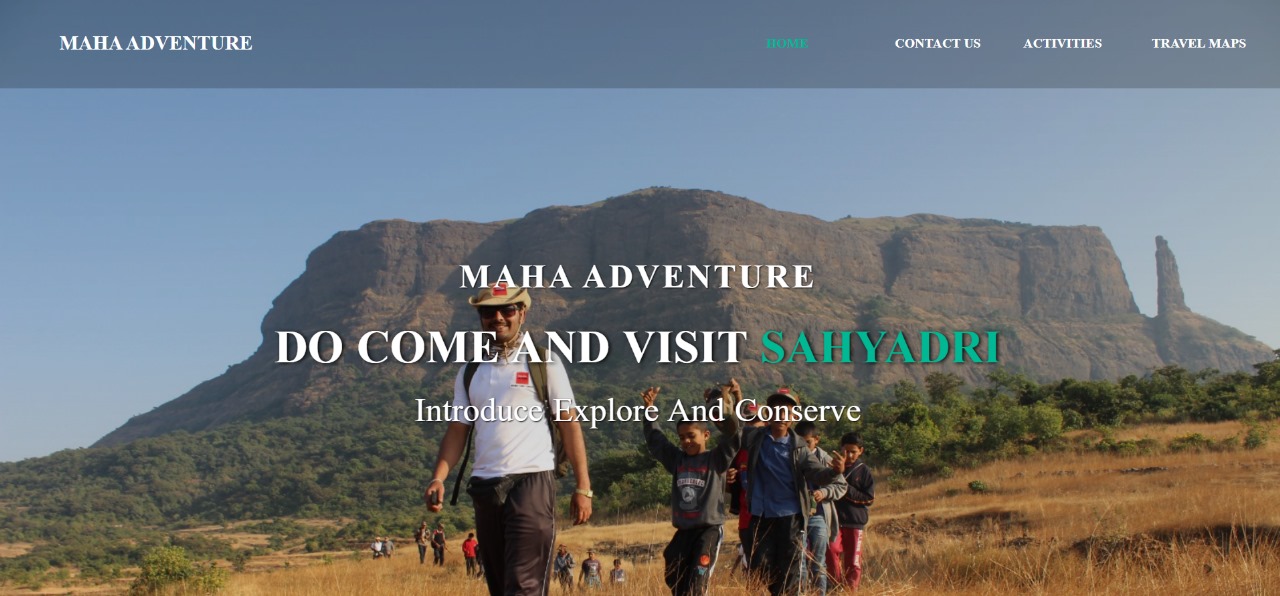 MAHA ADVENTURE
HOME CONTACT US ACTIVITIES TRAVEL MAPS
MAHA ADVENTURE
DO COME AND VISIT SAHYADRI
Introduce Explore And Conserve